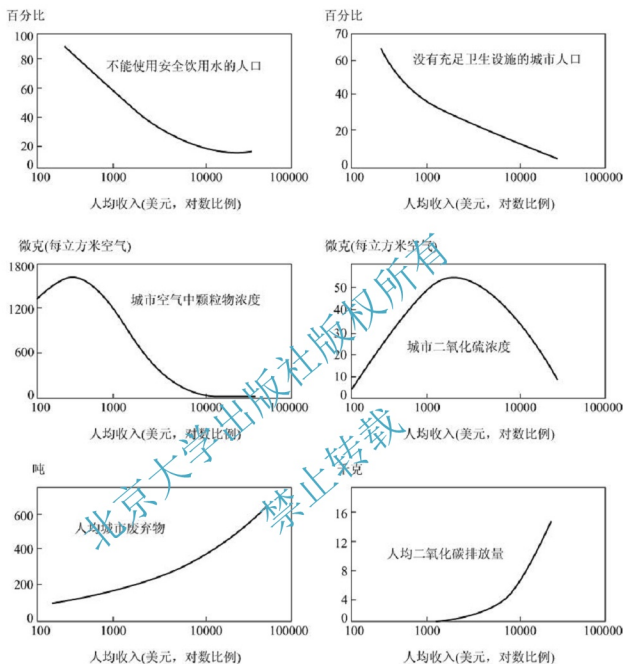 百分比
100
80
60
40
20
0
不能使用安全饮用水的人口
100 1000 10000 100000
人均收入(美元，对数比例)
百分比
70
60
40
20
0
没有充足卫生设施的城市人口
100 1000 10000 100000
人均收入(美元，对数比例)
微克(每立方米空气)
1800
1200
600
0
城市空气中颗粒物浓度
100 1000 10000 100000
人均收入(美元，对数比例)
微克(每立方米空气)
50
40
30
20
10
0
城市二氧化硫浓度
100 1000 10000 100000
人均收入(美元，对数比例)
吨
600
400
200
0
人均城市废弃物
100 1000 10000 100000
人均收入(美元，对数比例)
克
16
12
8
4
0
人均二氧化碳排放量
100 1000 10000 100000
人均收入(美元，对数比例)
北京大学出版社版权所有
禁止转载